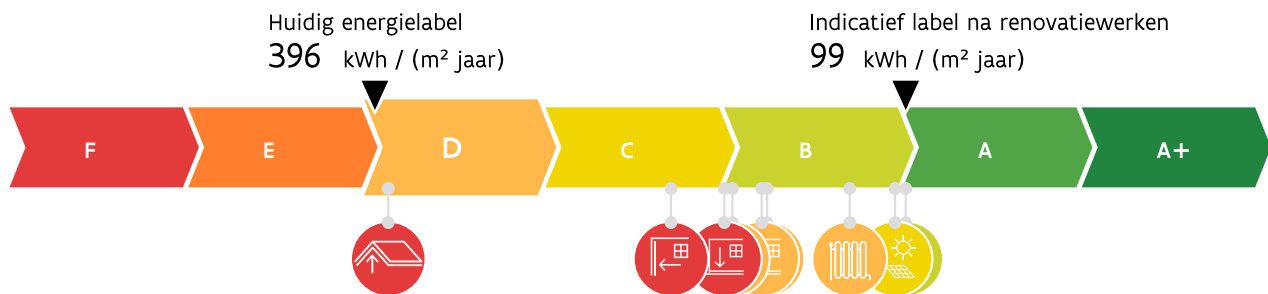 Huidig energielabel
396 kWh / (m² jaar)
Indicatief label na renovatiewerken
99 kWh / (m² jaar)
F
E
D
C
B
A
A+